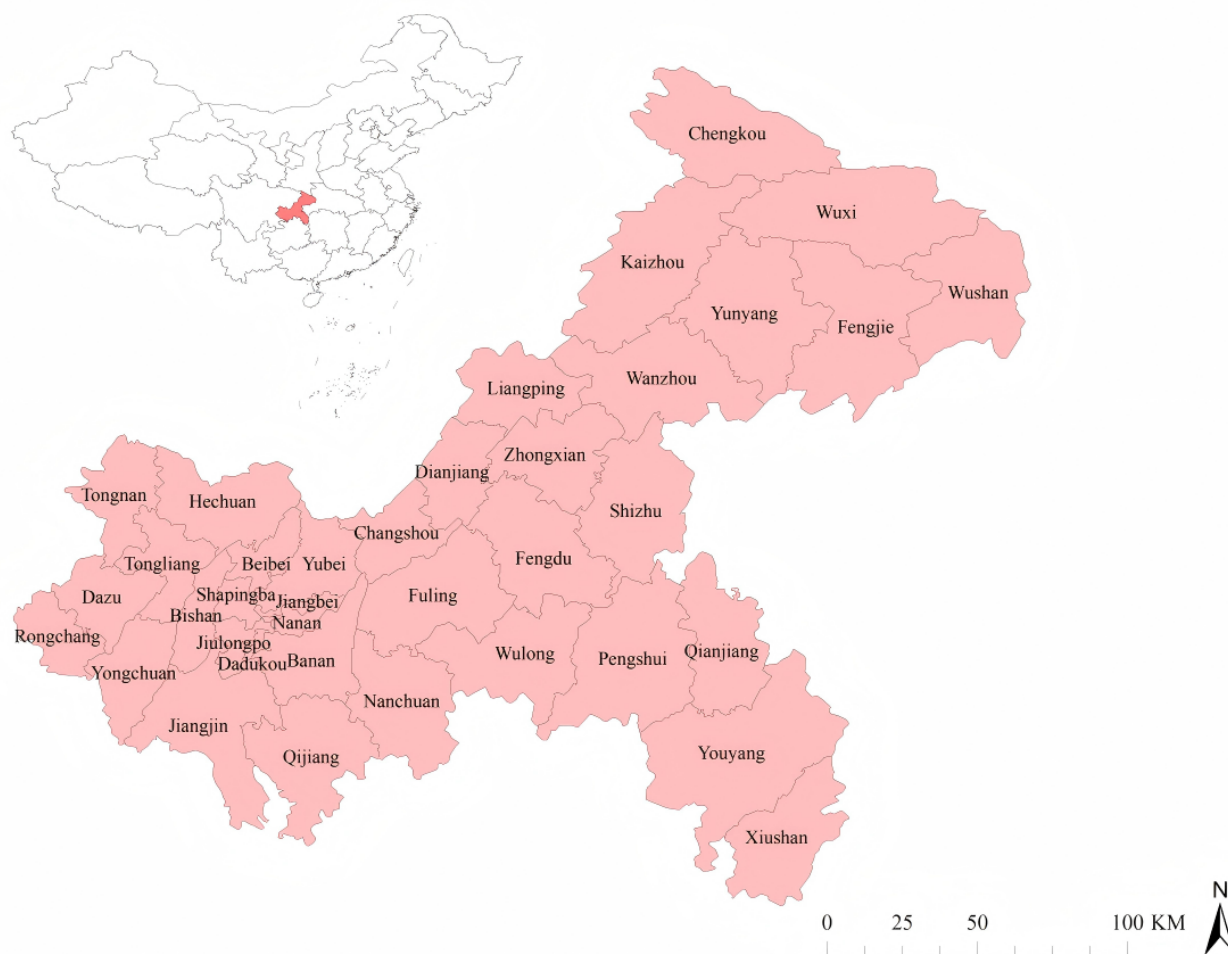 Chengkou
Wuxi
Kaizhou
Wushan
Yunyang
Fengjie
Wanzhou
Liangping
Zhongxian
Dianjiang
Tongnan
Hechuan
Shizhu
Changshou
Fengdu
Tongliang
Beibei
Yubei
Dazu
Shapingba
Jiangbei
Fuling
Bishan
Nanan
Rongchang
Jiulongpo
Wulong
Pengshui
Qianjiang
Dadukou
Banan
Yongchuan
Nanchuan
Jiangjin
Qijiang
Youyang
Xiushan
N
0 25 50 100 KM